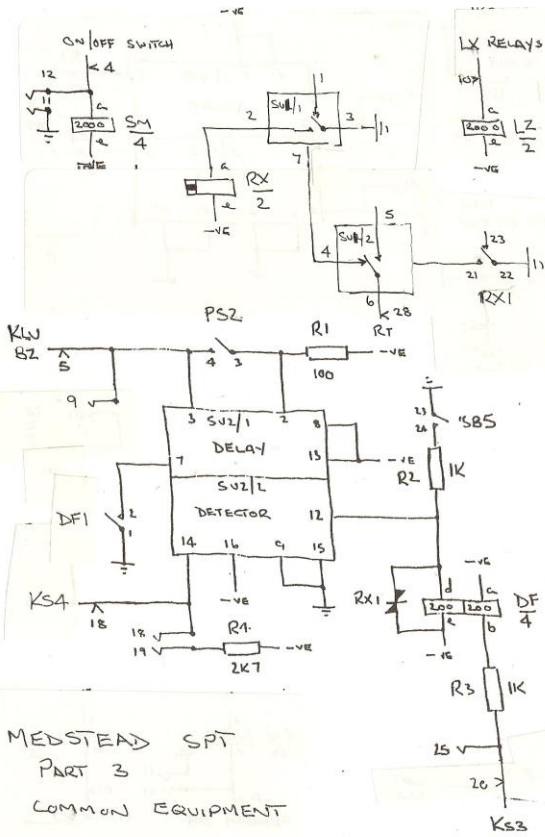 -VE
ON/OFF SWITCH
4
12
11
a
2000
e
SM
4
-VE
1
SU1/1
2
3
7
a
RX
2
e
-VE
LX RELAYS
10
a
2000
e
LZ
2
-VE
5
SU1/2
4
6
28
RT
23
21 22
RX1
KLU
BZ
5
9
PS2
4 3
R1
100
-VE
3 SU2/1 2
8
DELAY
7
13
-VE
SU2/2
DETECTOR
12
14 16 9 15
-VE
DF1
2
1
KS4
18
18
19
R4
2K7
-VE
23
24
SB5
R2 1K
-VE
RX1
d a
200 200
e b
DF
4
-VE
R3 1K
25
20
KS3
MEDSTEAD SPT
PART 3
COMMON EQUIPMENT